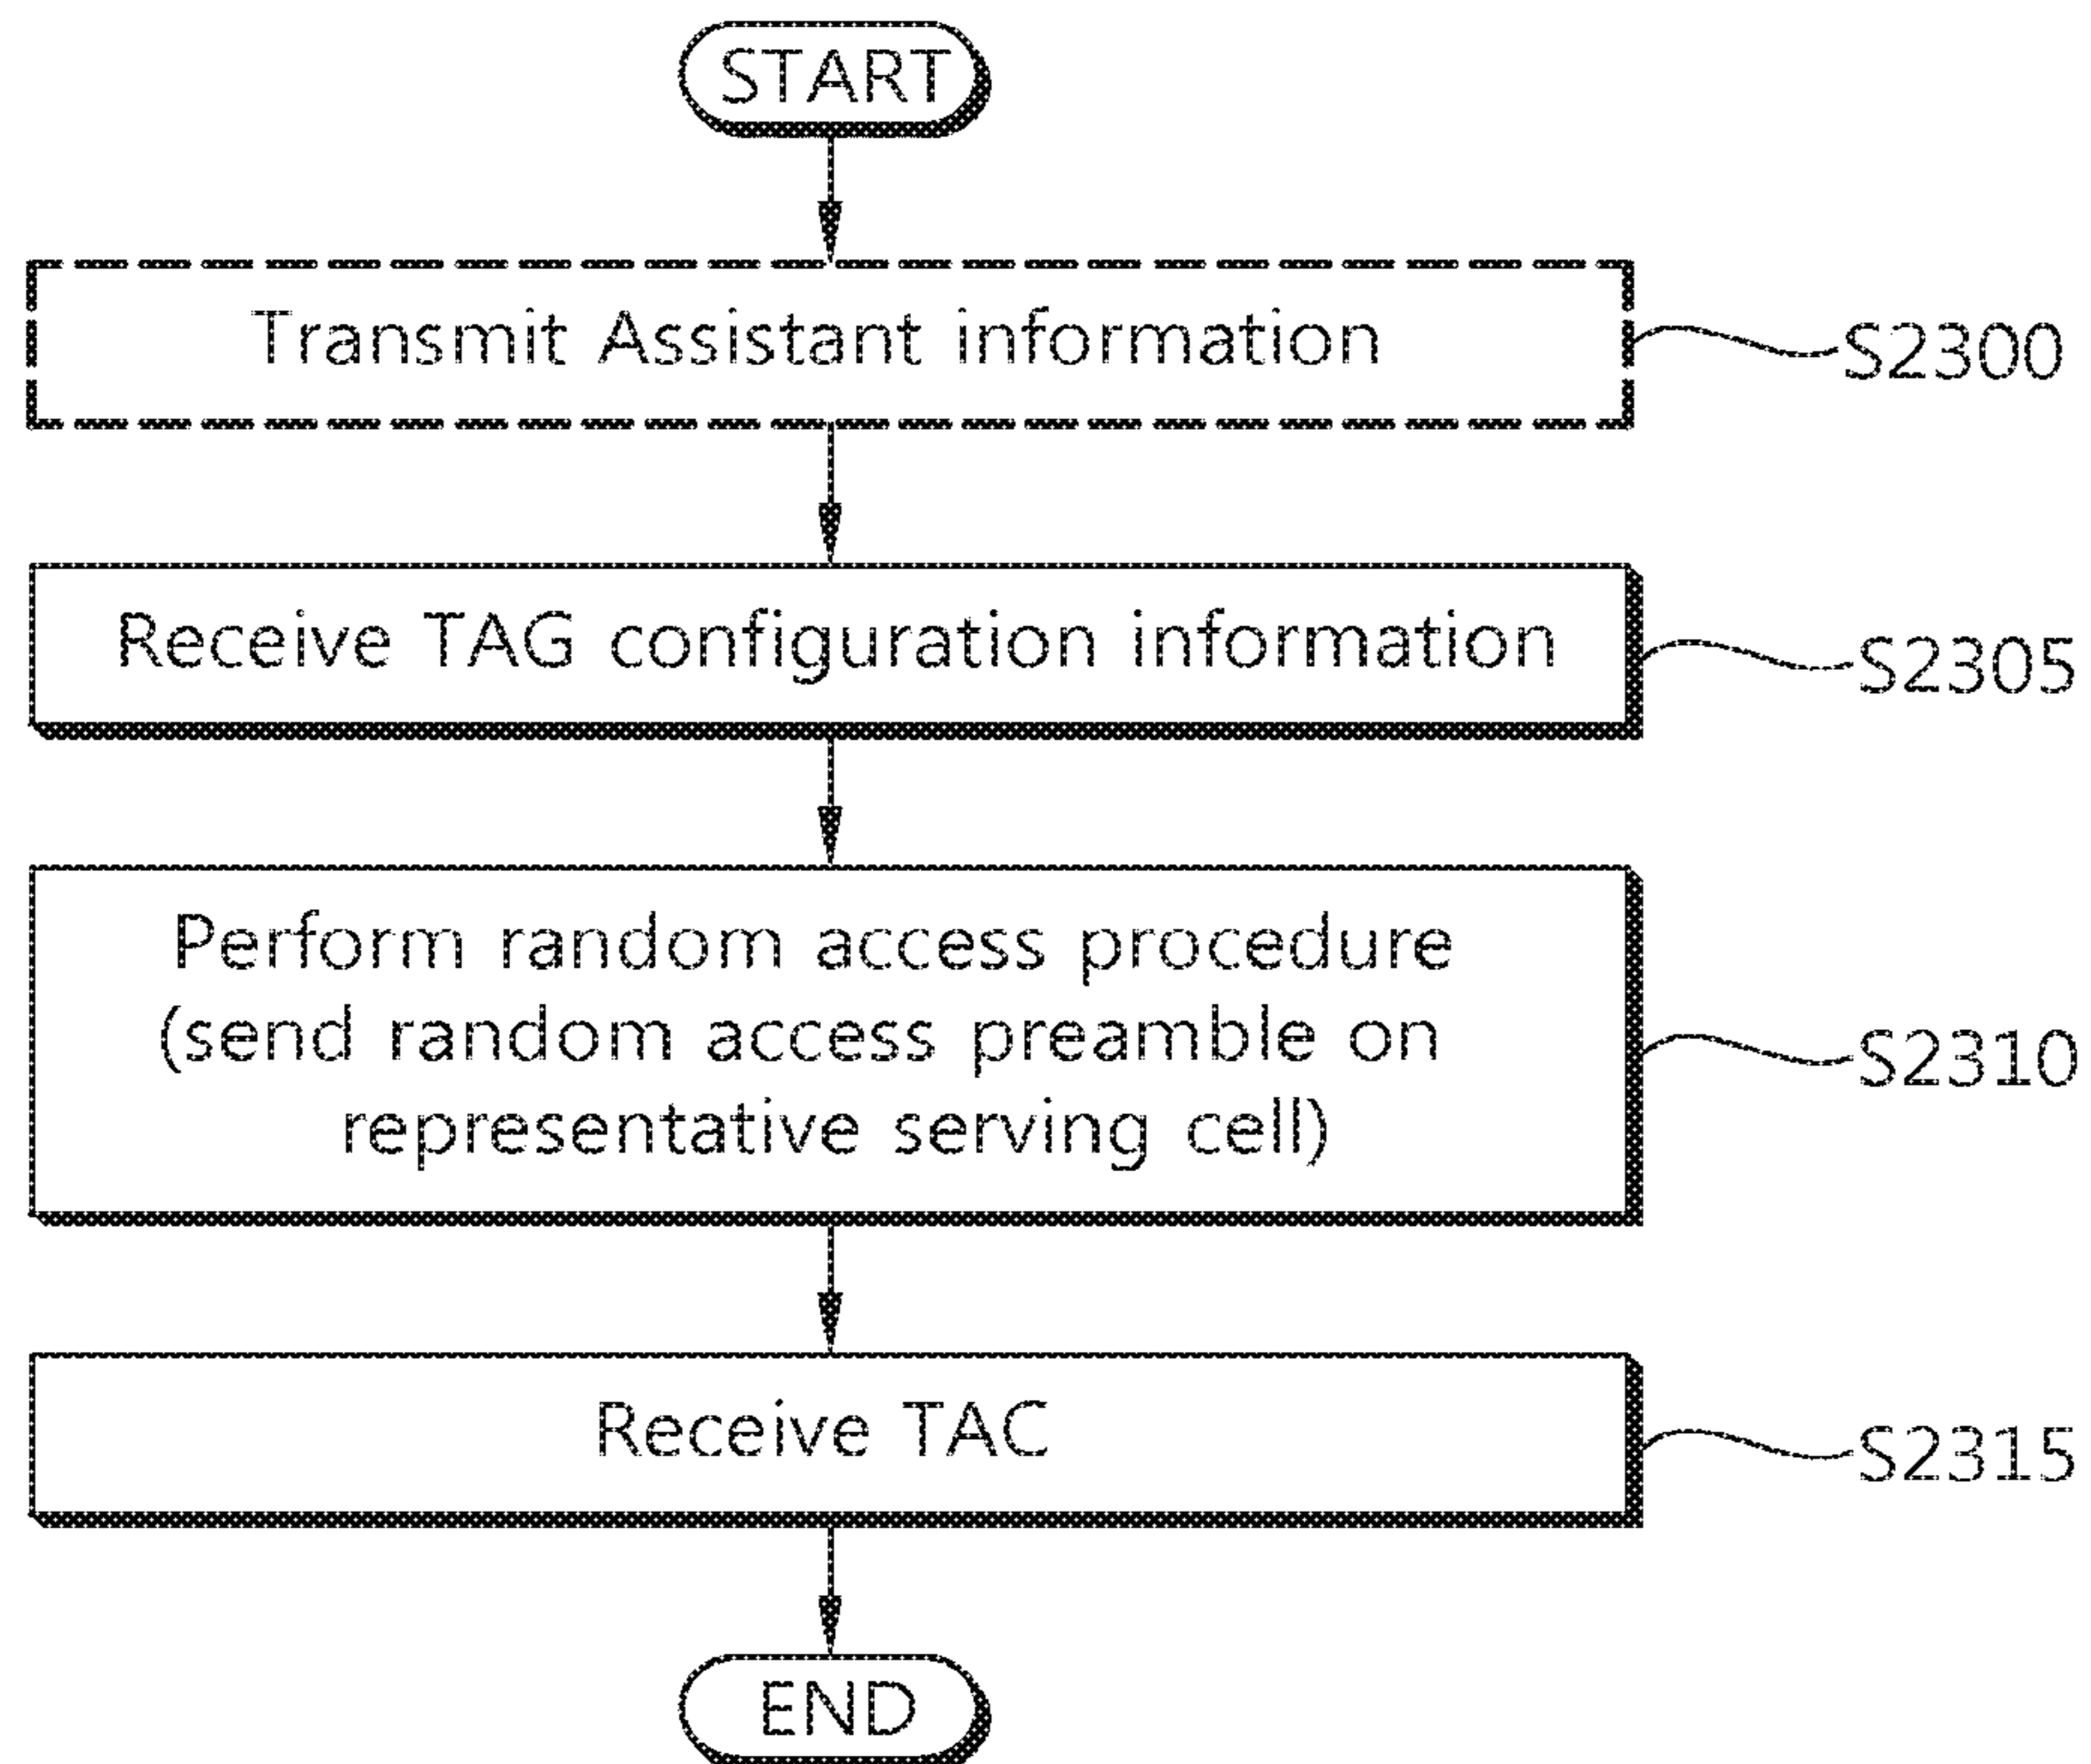 START
Transmit Assistant information
S2300
Receive TAG configuration information
S2305
Perform random access procedure
(send random access preamble on
representative serving cell)
S2310
Receive TAC
S2315
END